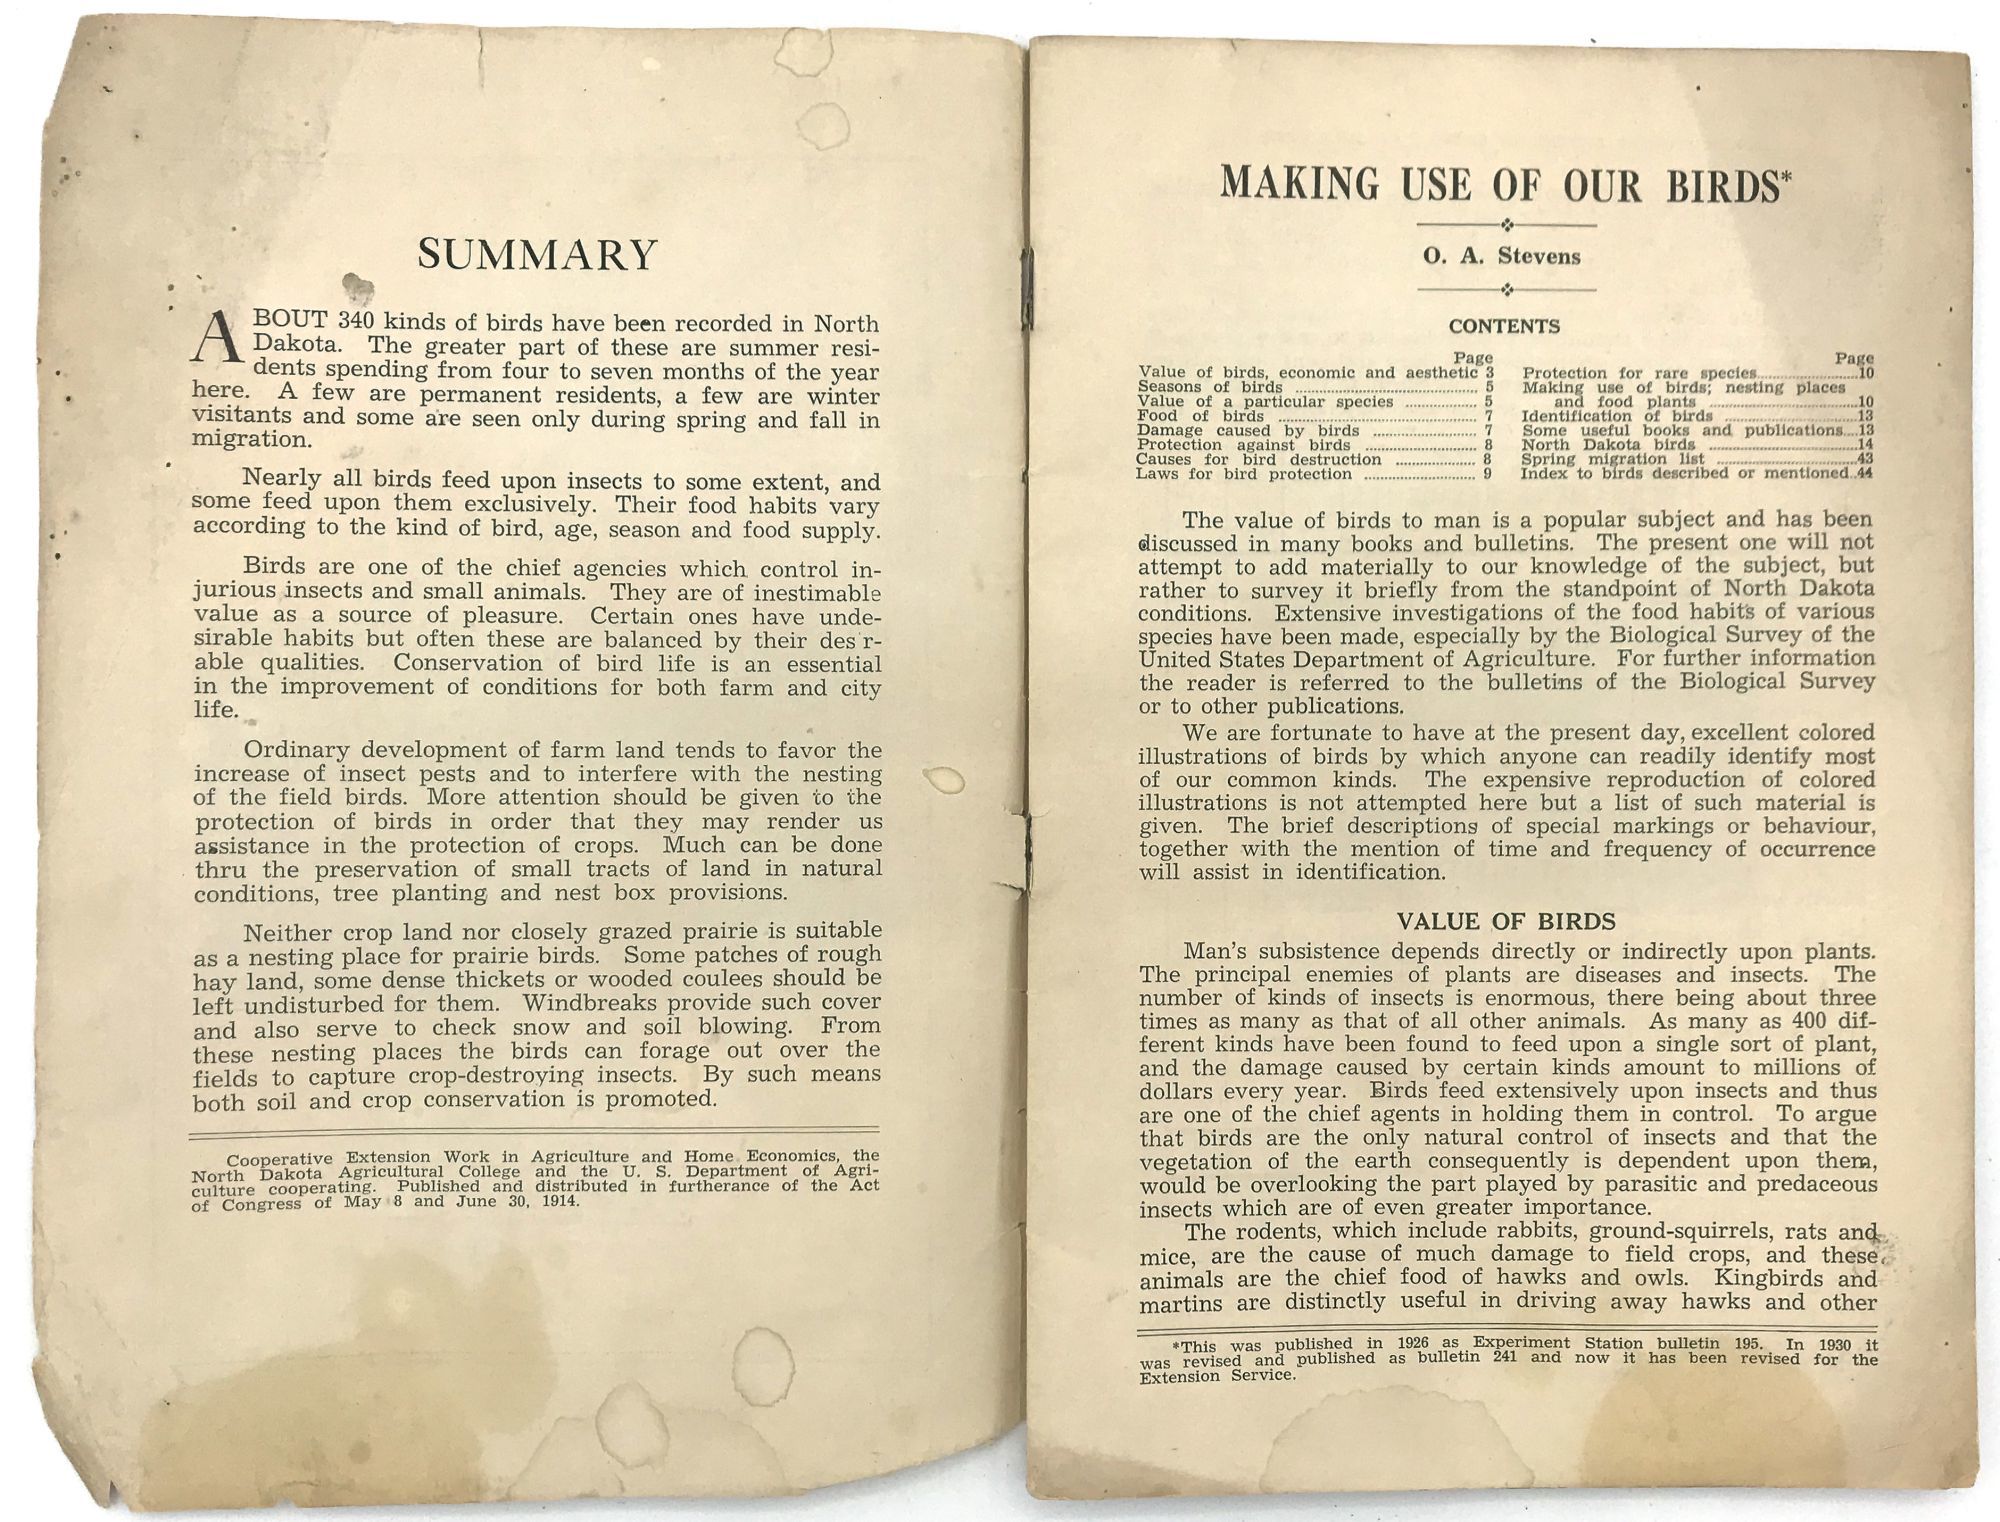 SUMMARY
ABOUT 340 kinds of birds have been recorded in North
Dakota. The greater part of these are summer resi-
dents spending from four to seven months of the year
here. A few are permanent residents, a few are winter
visitants and some are seen only during spring and fall in
migration.
Nearly all birds feed upon insects to some extent, and
some feed upon them exclusively. Their food habits vary
according to the kind of bird, age, season and food supply.
Birds are one of the chief agencies which control in-
jurious insects and small animals. They are of inestimable
value as a source of pleasure. Certain ones have unde-
sirable habits but often these are balanced by their des r-
able qualities. Conservation of bird life is an essential
in the improvement of conditions for both farm and city
life.
Ordinary development of farm land tends to favor the
increase of insect pests and to interfere with the nesting
of the field birds. More attention should be given to the
protection of birds in order that they may render us
assistance in the protection of crops. Much can be done
thru the preservation of small tracts of land in natural
conditions, tree planting and nest box provisions.
Neither crop land nor closely grazed prairie is suitable
as a nesting place for prairie birds. Some patches of rough
hay land, some dense thickets or wooded coulees should be
left undisturbed for them. Windbreaks provide such cover
and also serve to check snow and soil blowing. From
these nesting places the birds can forage out over the
fields to capture crop-destroying insects. By such means
both soil and crop conservation is promoted.
Cooperative Extension Work in Agriculture and Home Economics, the
North Dakota Agricultural College and the U. S. Department of Agri-
culture cooperating. Published and distributed in furtherance of the Act
of Congress of May 8 and June 30, 1914.
MAKING USE OF OUR BIRDS*
O. A. Stevens
CONTENTS
Page
Value of birds, economic and aesthetic 3
Seasons of birds ........ 5
Value of a particular species ........ 5
Food of birds ........ 7
Damage caused by birds ........ 7
Protection against birds ........ 8
Causes for bird destruction ........ 8
Laws for bird protection ........ 9
Page
Protection for rare species........10
Making use of birds; nesting places
and food plants ........10
Identification of birds ........13
Some useful books and publications....13
North Dakota birds ........14
Spring migration list ........43
Index to birds described or mentioned..44
The value of birds to man is a popular subject and has been
discussed in many books and bulletins. The present one will not
attempt to add materially to our knowledge of the subject, but
rather to survey it briefly from the standpoint of North Dakota
conditions. Extensive investigations of the food habits of various
species have been made, especially by the Biological Survey of the
United States Department of Agriculture. For further information
the reader is referred to the bulletins of the Biological Survey
or to other publications.
We are fortunate to have at the present day, excellent colored
illustrations of birds by which anyone can readily identify most
of our common kinds. The expensive reproduction of colored
illustrations is not attempted here but a list of such material is
given. The brief descriptions of special markings or behaviour,
together with the mention of time and frequency of occurrence
will assist in identification.
VALUE OF BIRDS
Man's subsistence depends directly or indirectly upon plants.
The principal enemies of plants are diseases and insects. The
number of kinds of insects is enormous, there being about three
times as many as that of all other animals. As many as 400 dif-
ferent kinds have been found to feed upon a single sort of plant,
and the damage caused by certain kinds amount to millions of
dollars every year. Birds feed extensively upon insects and thus
are one of the chief agents in holding them in control. To argue
that birds are the only natural control of insects and that the
vegetation of the earth consequently is dependent upon them,
would be overlooking the part played by parasitic and predaceous
insects which are of even greater importance.
The rodents, which include rabbits, ground-squirrels, rats and
mice, are the cause of much damage to field crops, and these
animals are the chief food of hawks and owls. Kingbirds and
martins are distinctly useful in driving away hawks and other
*This was published in 1926 as Experiment Station bulletin 195. In 1930 it
was revised and published as bulletin 241 and now it has been revised for the
Extension Service.